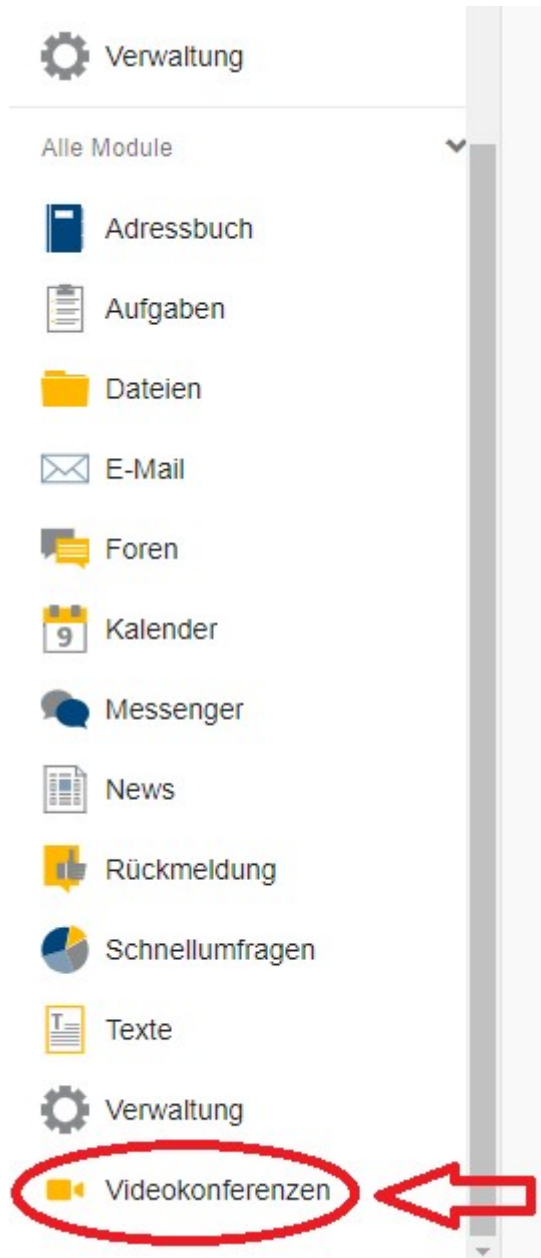 Verwaltung
Alle Module
Adressbuch
Aufgaben
Dateien
E-Mail
Foren
9 Kalender
Messenger
News
Rückmeldung
Schnellumfragen
T Texte
Verwaltung
Videokonferenzen